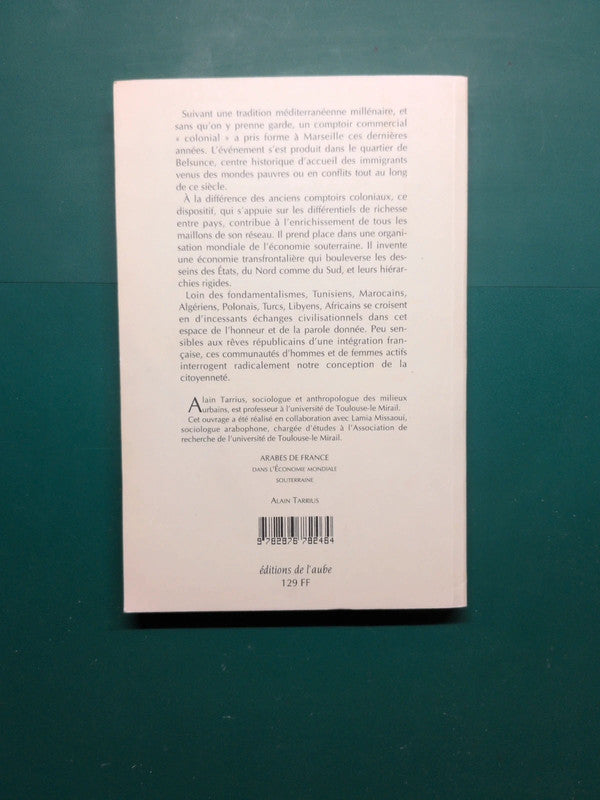 Suivant une tradition méditerranéenne millénaire, et
sans qu'on y prenne garde, un comptoir commercial
« colonial » a pris forme à Marseille ces dernières
années. L'événement s'est produit dans le quartier de
Belsunce, centre historique d'accueil des immigrants
venus des mondes pauvres ou en conflits tout au long
de ce siècle.
À la différence des anciens comptoirs coloniaux, ce
dispositif, qui s'appuie sur les différentiels de richesse
entre pays, contribue à l'enrichissement de tous les
maillons de son réseau. Il prend place dans une organi-
sation mondiale de l'économie souterraine. Il invente
une économie transfrontalière qui bouleverse les des-
seins des États, du Nord comme du Sud, et leurs hiérar-
chies rigides.
Loin des fondamentalismes, Tunisiens, Marocains,
Algériens, Polonais, Turcs, Libyens, Africains se croisent
en d'incessants échanges civilisationnels dans cet
espace de l'honneur et de la parole donnée. Peu sen-
sibles aux rêves républicains d'une intégration fran-
çaise, ces communautés d'hommes et de femmes actifs
interrogent radicalement notre conception de la
citoyenneté.
Alain Tarrius, sociologue et anthropologue des milieux
urbains, est professeur à l'université de Toulouse-le Mirail.
Cet ouvrage a été réalisé en collaboration avec Lamia Missaoui,
sociologue arabophone, chargée d'études à l'Association de
recherche de l'université de Toulouse-le Mirail.
ARABES DE FRANCE
DANS L'ÉCONOMIE MONDIALE
SOUTERRAINE
ALAIN TARRIUS
9 782876 782464
éditions de l'aube
129 FF